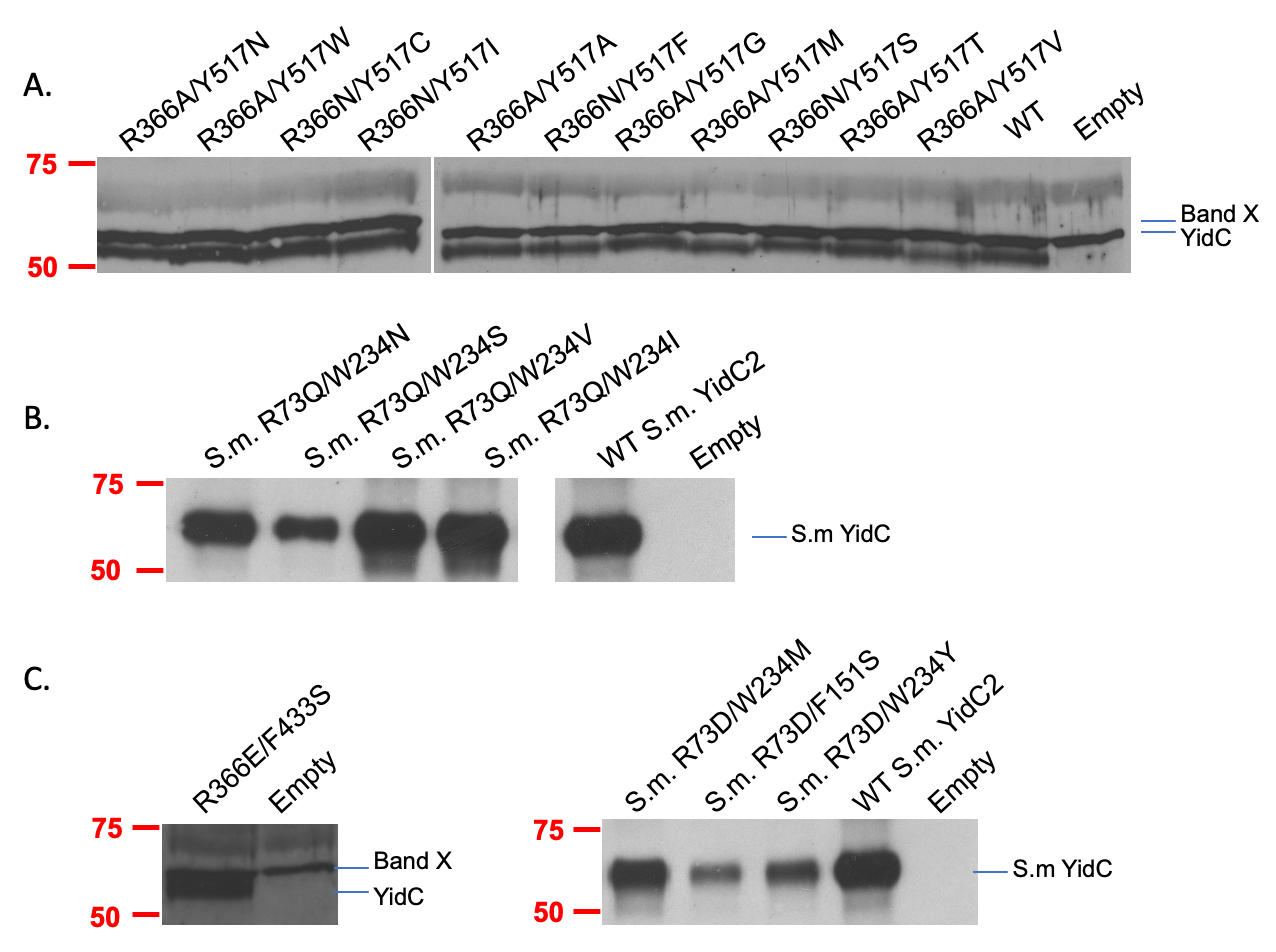 A.
R366A/Y517N
R366A/Y517W
R366N/Y517C
R366N/Y517I
R366A/Y517A
R366N/Y517F
R366A/Y517G
R366A/Y517M
R366N/Y517S
R366A/Y517T
R366A/Y517V
WT
Empty
75
50
Band X
YidC
B.
S.m. R73Q/W234N
S.m. R73Q/W234S
S.m. R73Q/W234V
S.m. R73Q/W234I
WT S.m. YidC2
Empty
75
50
S.m YidC
C.
R366E/F433S
Empty
75
50
Band X
YidC
S.m. R73D/W234M
S.m. R73D/F151S
S.m. R73D/W234Y
WT S.m. YidC2
Empty
75
50
S.m YidC